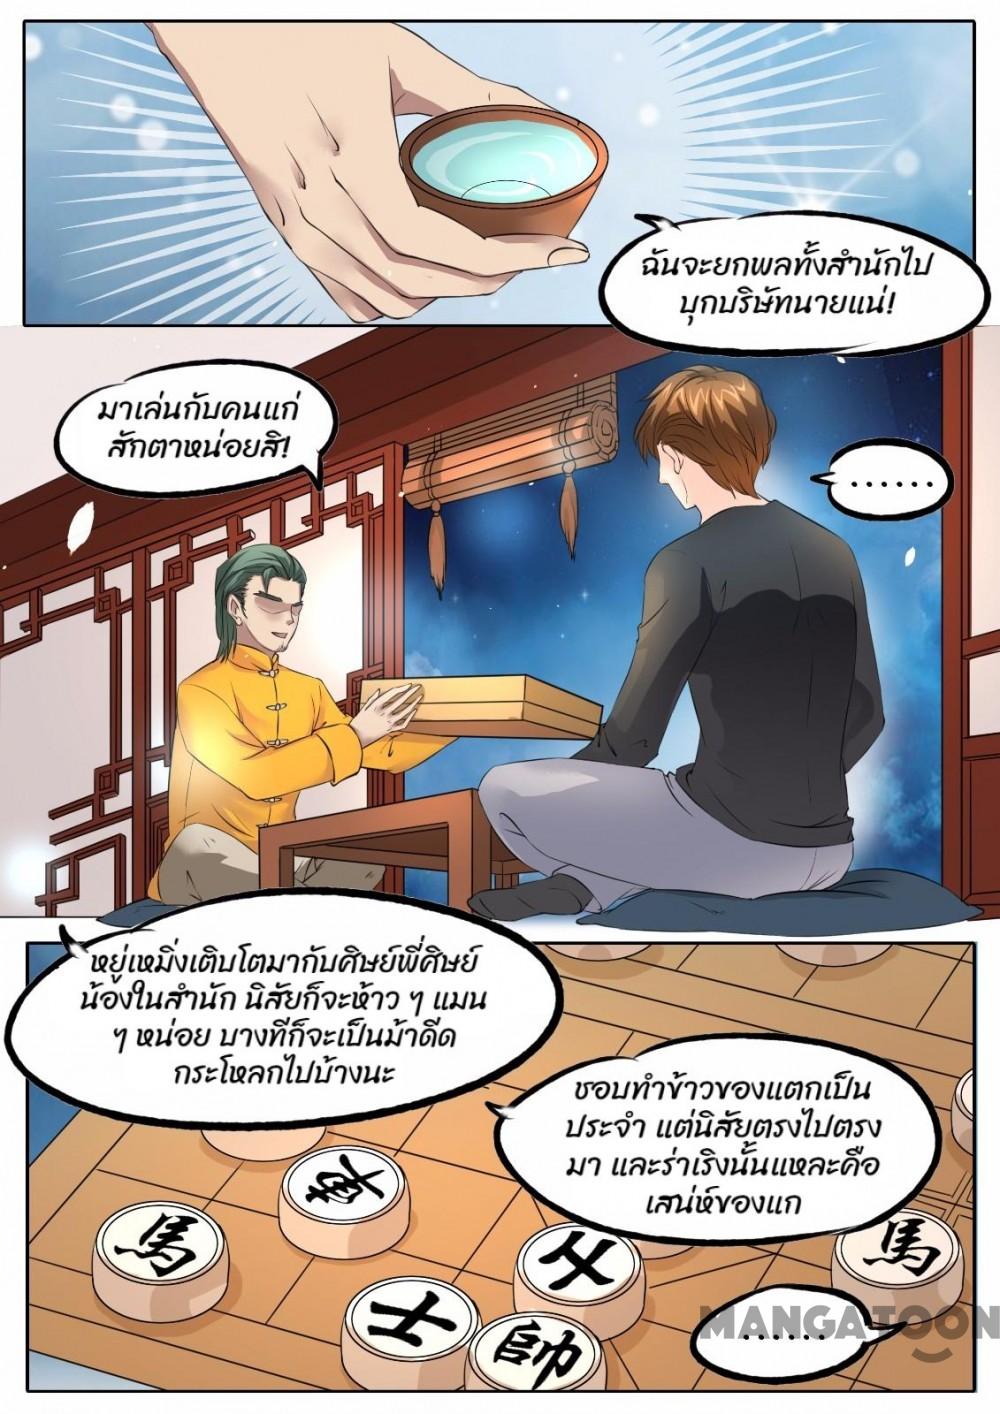 ฉันจะยกพลทั้งสำนักไป
บุกบริษัทนายแน่!
มาเล่นกับคนแก่
สักตาหน่อยสิ!
......
หยู่เหมิ่งเติบโตมากับศิษย์พี่ศิษย์
น้องในสำนัก นิสัยก็จะห้าว ๆ แมน
ๆ หน่อย บางทีก็จะเป็นม้าดีด
กระโหลกไปบ้างนะ
ชอบทำข้าวของแตกเป็น
ประจำ แต่นิสัยตรงไปตรง
มา และร่าเริงนั้นแหละคือ
เสน่ห์ของแก
車
馬
馬
士
帥
......
MANGATOON